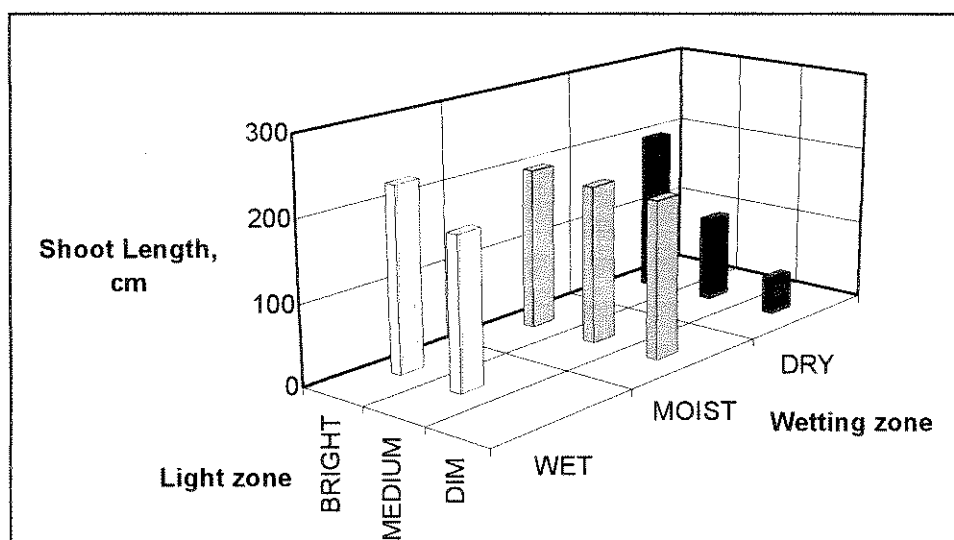 300
200
100
0
Shoot Length,
cm
Light zone
BRIGHT
MEDIUM
DIM
WET
MOIST
DRY
Wetting zone